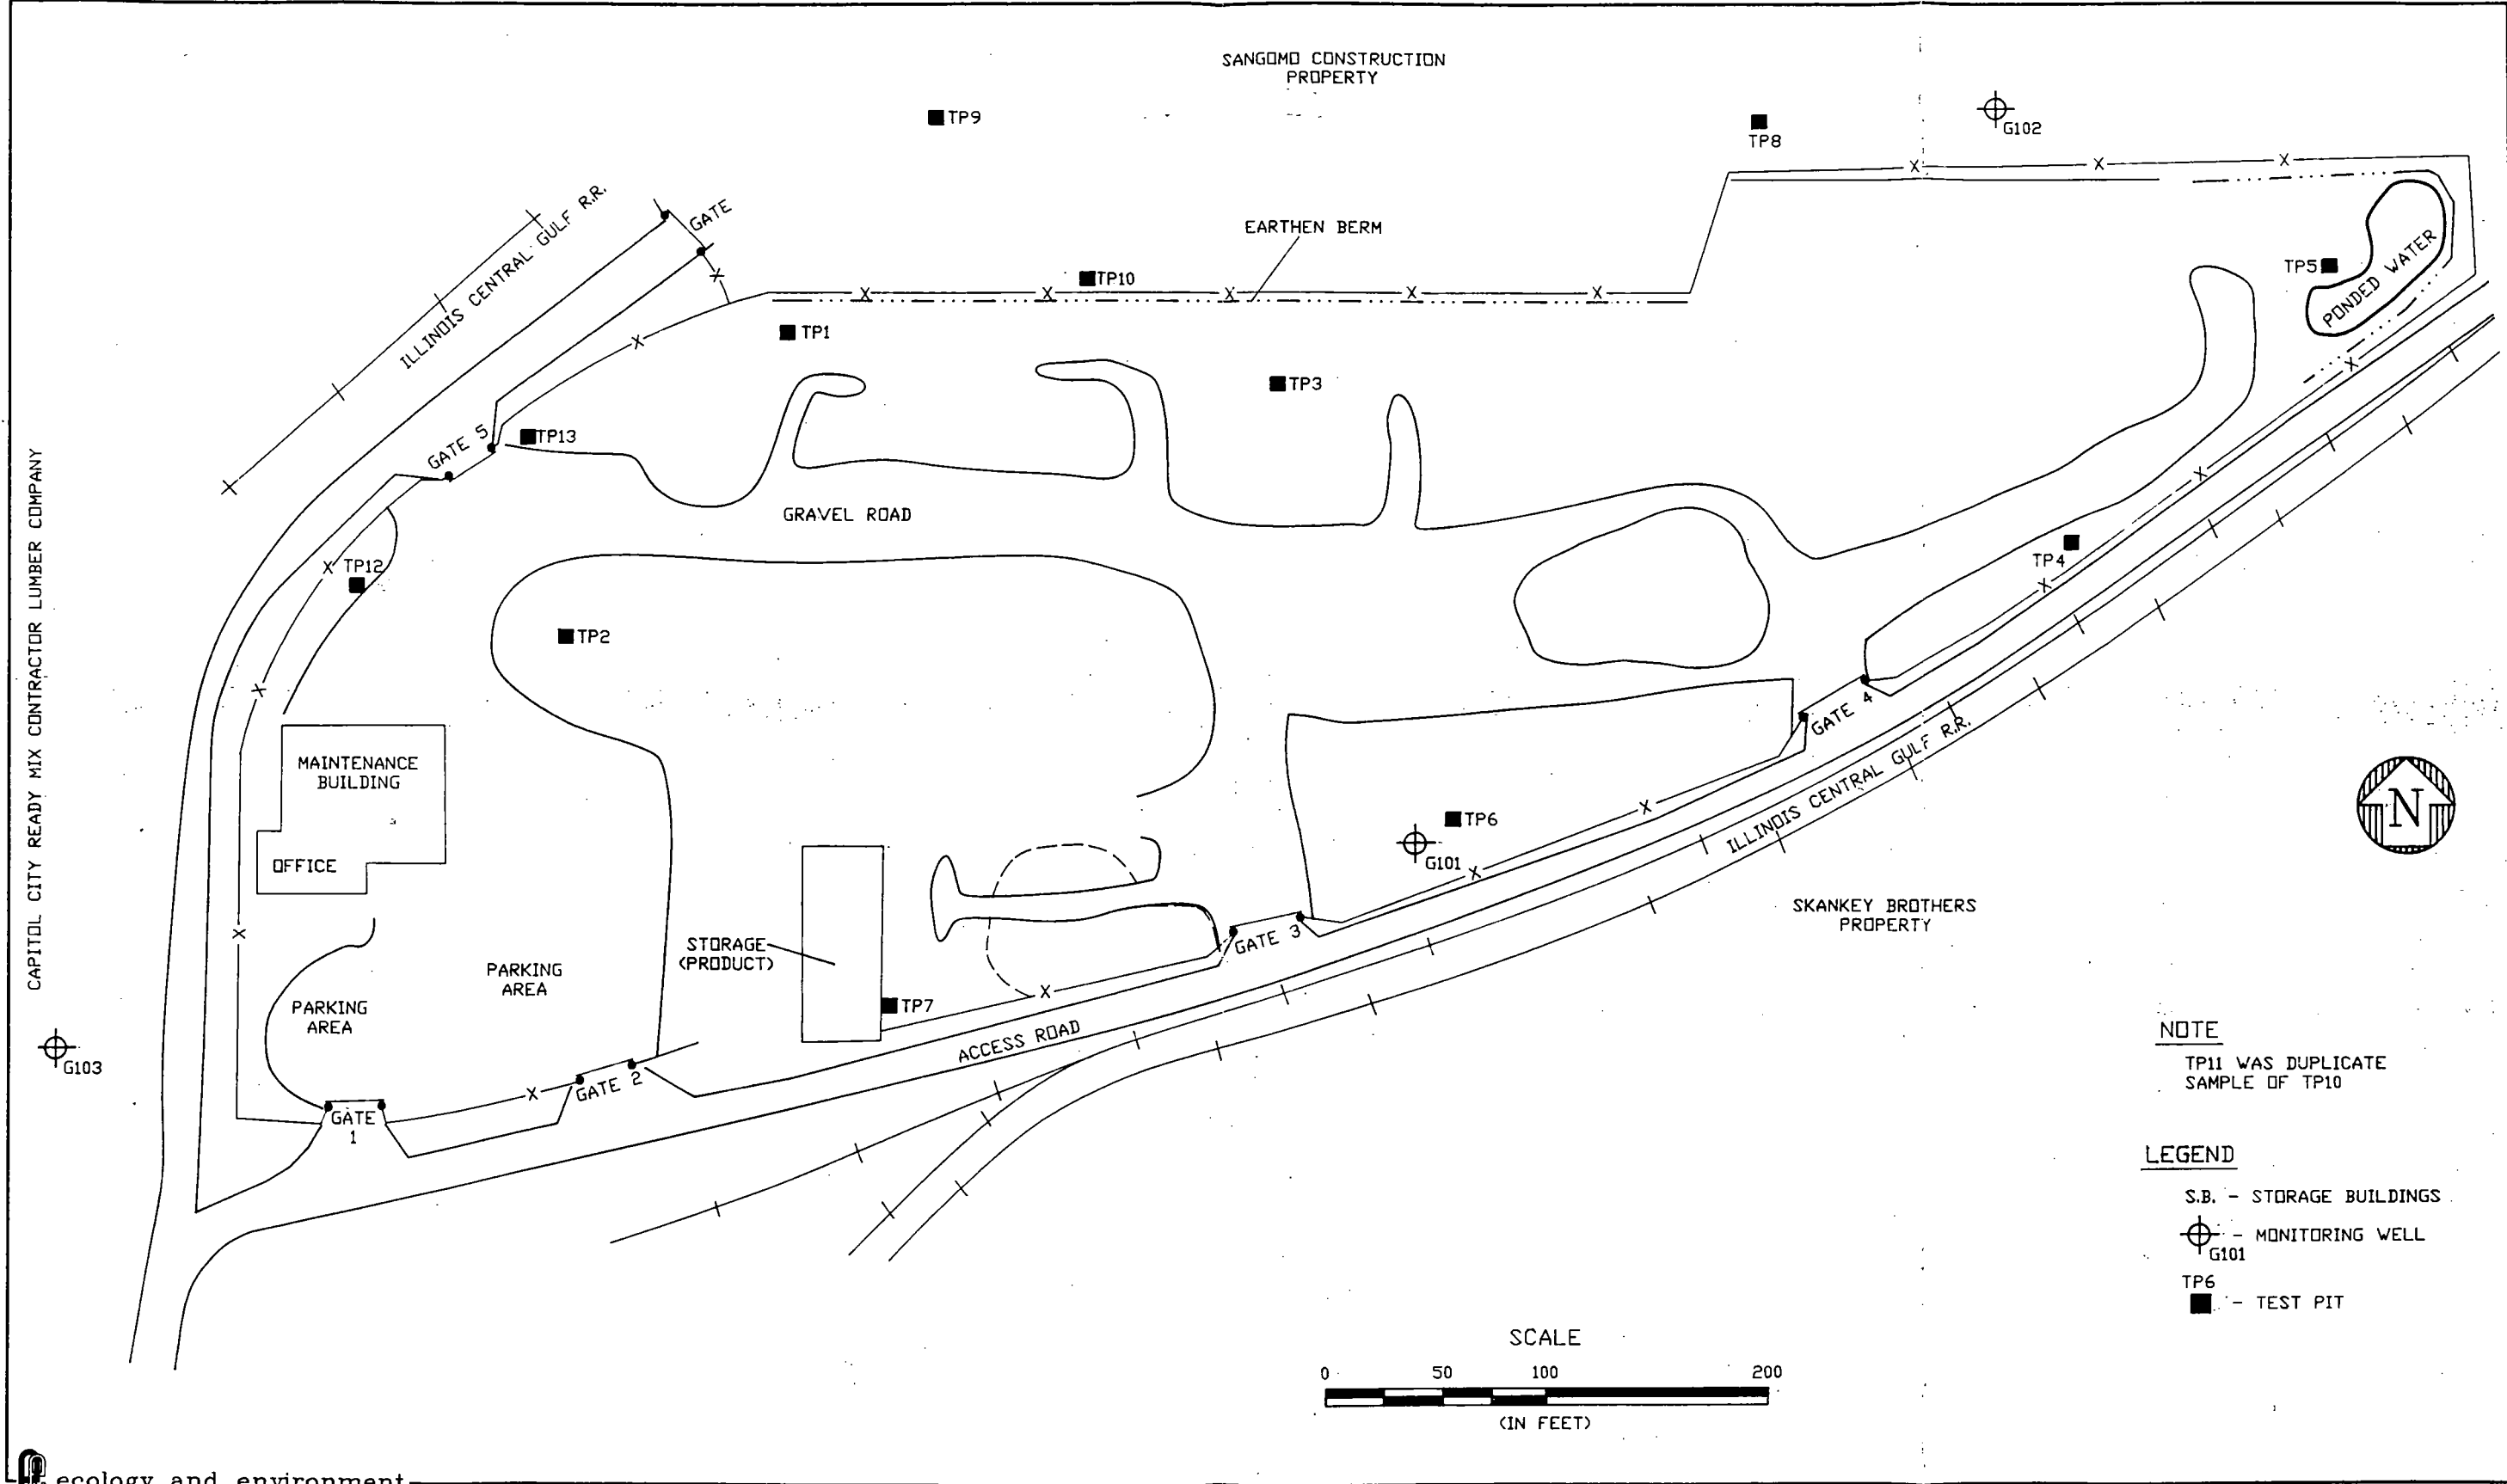 SANGOMO CONSTRUCTION
PROPERTY
TP9
TP8
G102
ILLINOIS CENTRAL GULF R.R.
GATE
EARTHEN BERM
TP10
TP5
PONDED WATER
TP1
TP3
GATE 5
TP13
GRAVEL ROAD
CAPITOL CITY READY MIX CONTRACTOR LUMBER COMPANY
TP12
TP4
TP2
GATE 4
MAINTENANCE
BUILDING
OFFICE
TP6
G101
ILLINOIS CENTRAL GULF R.R.
N
SKANKEY BROTHERS
PROPERTY
GATE 3
STORAGE
(PRODUCT)
PARKING
AREA
PARKING
AREA
TP7
ACCESS ROAD
G103
GATE 2
GATE
1
NOTE
TP11 WAS DUPLICATE
SAMPLE OF TP10
LEGEND
S.B. - STORAGE BUILDINGS
- MONITORING WELL
G101
TP6
- TEST PIT
SCALE
0 50 100 200
(IN FEET)
ecology and environment